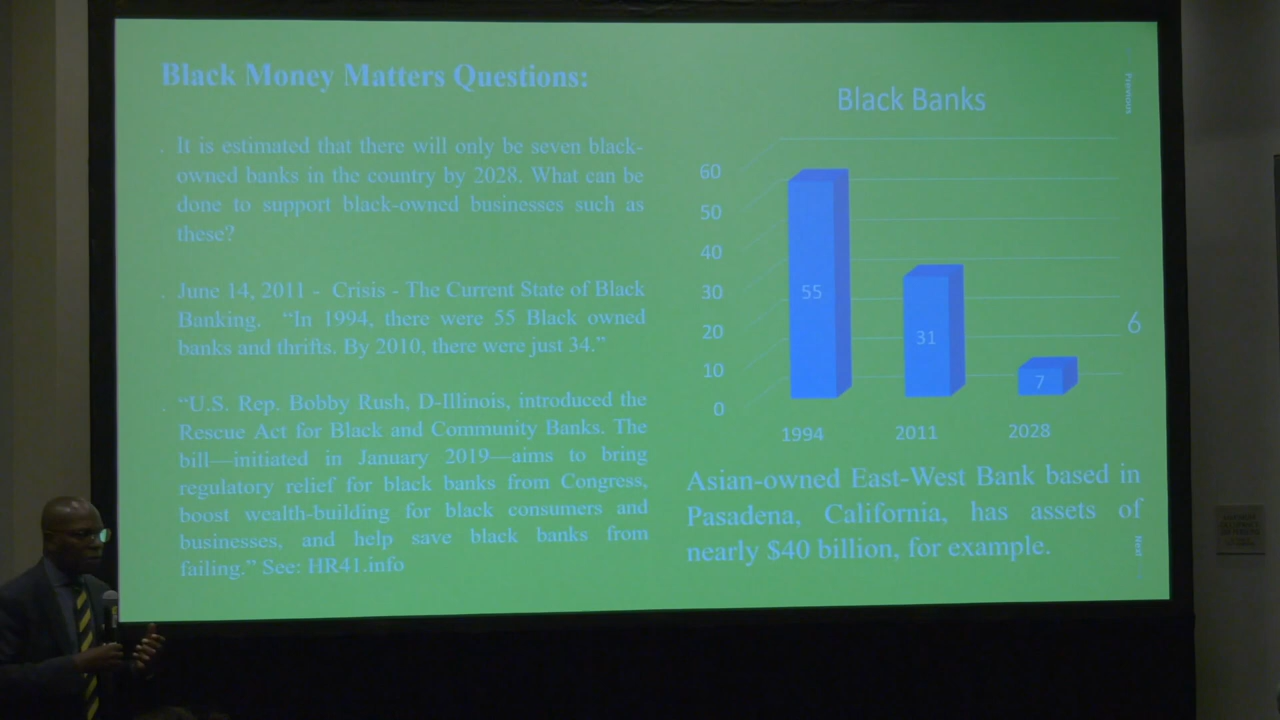 Black Money Matters Questions:
. It is estimated that there will only be seven black-
owned banks in the country by 2028. What can be
done to support black-owned businesses such as
these?
. June 14, 2011 - Crisis - The Current State of Black
Banking. “In 1994, there were 55 Black owned
banks and thrifts. By 2010, there were just 34.”
. “U.S. Rep. Bobby Rush, D-Illinois, introduced the
Rescue Act for Black and Community Banks. The
bill—initiated in January 2019—aims to bring
regulatory relief for black banks from Congress,
boost wealth-building for black consumers and
businesses, and help save black banks from
failing.” See: HR41.info
Black Banks
60
50
40
30
20
10
0
55
31
7
1994
2011
2028
6
Asian-owned East-West Bank based in
Pasadena, California, has assets of
nearly $40 billion, for example.
Previous
Next